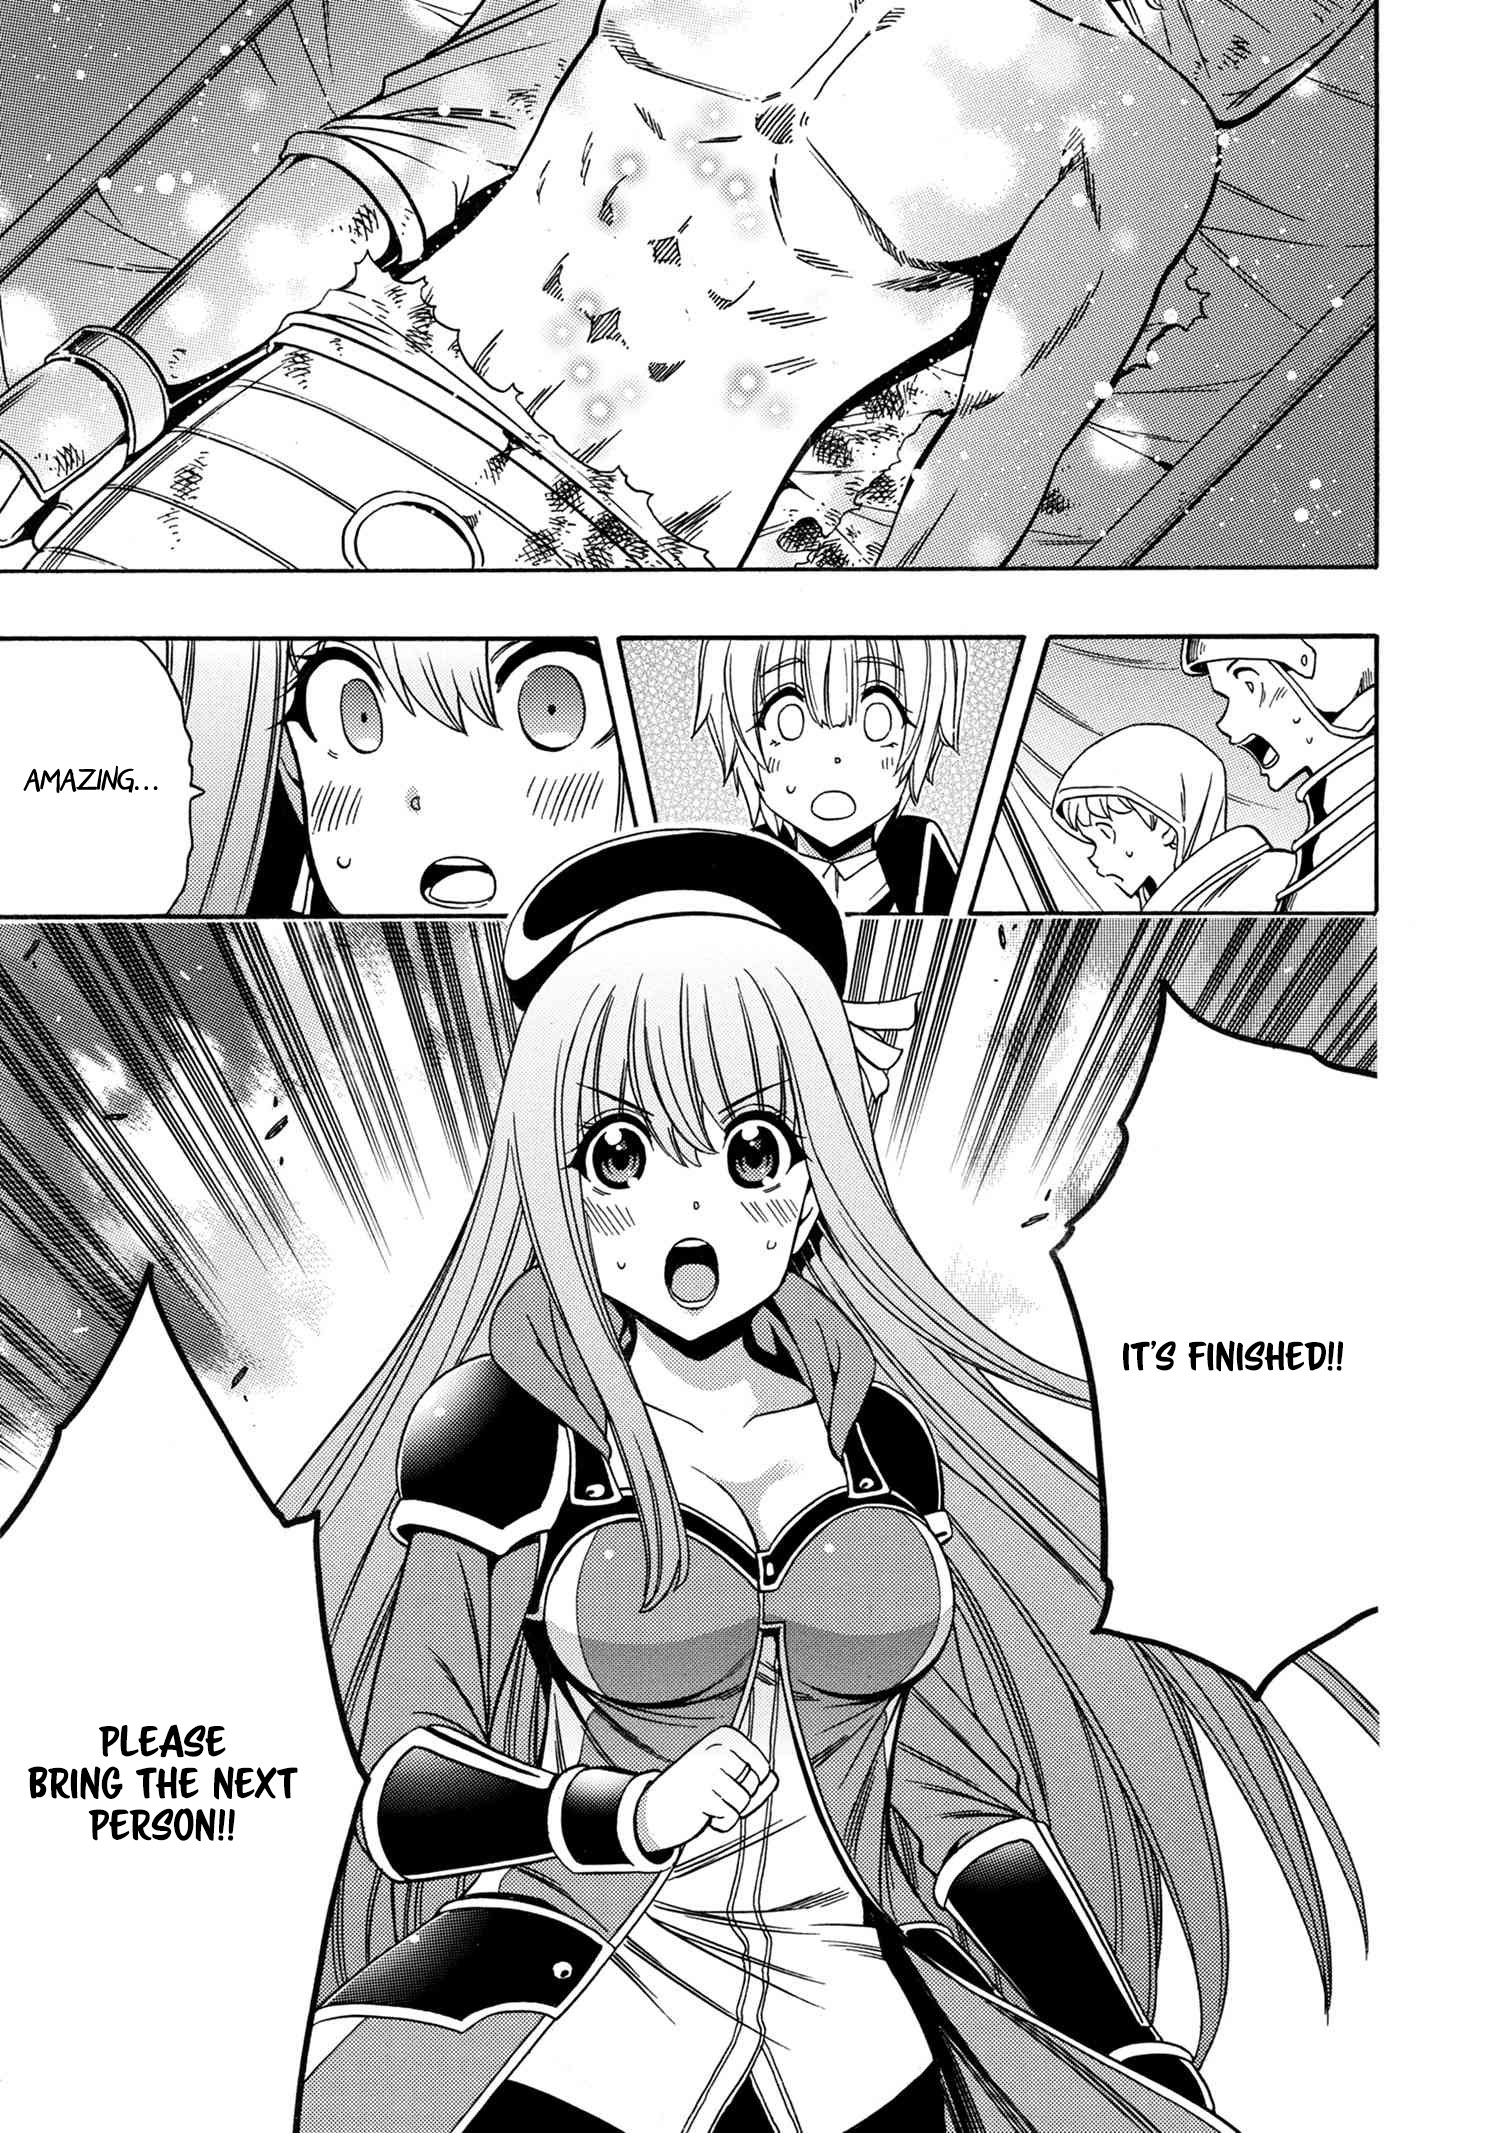 AMAZING...
IT'S FINISHED!!
PLEASE
BRING THE NEXT
PERSON!!